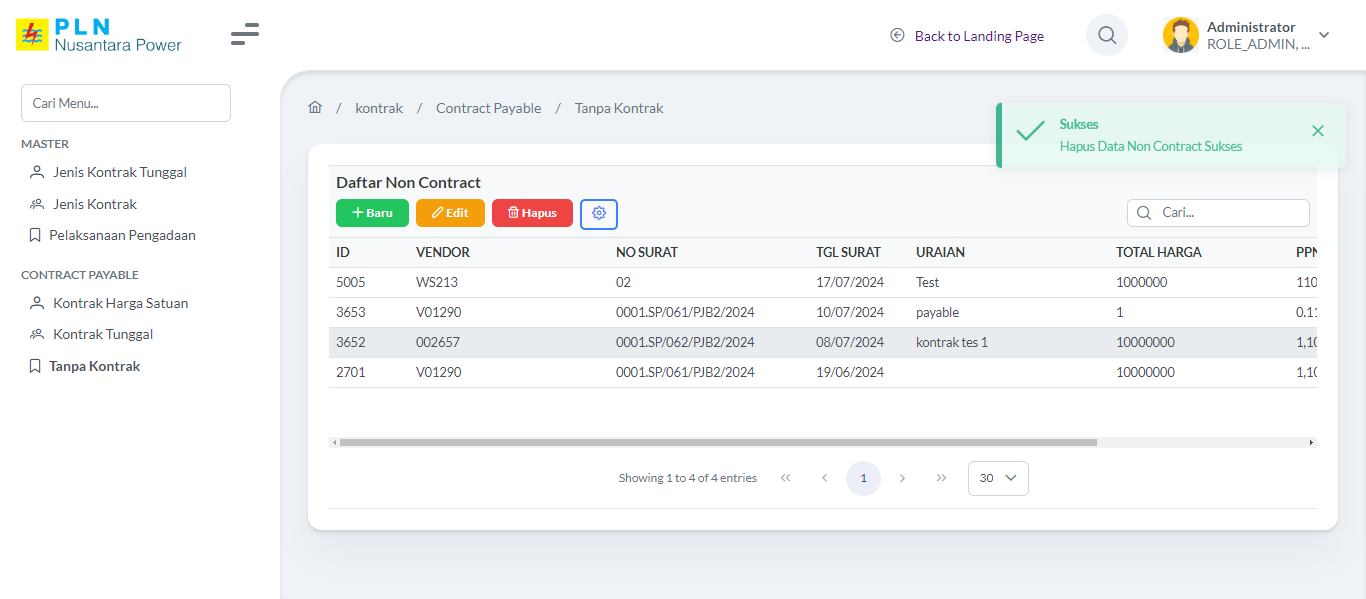 PLN
Nusantara Power
Back to Landing Page
Administrator
ROLE_ADMIN, ...
Cari Menu...
MASTER
Jenis Kontrak Tunggal
Jenis Kontrak
Pelaksanaan Pengadaan
CONTRACT PAYABLE
Kontrak Harga Satuan
Kontrak Tunggal
Tanpa Kontrak
/ kontrak / Contract Payable / Tanpa Kontrak
Sukses
Hapus Data Non Contract Sukses
Daftar Non Contract
Baru Edit Hapus Cari...
ID VENDOR NO SURAT TGL SURAT URAIAN TOTAL HARGA PPN
5005 WS213 02 17/07/2024 Test 1000000 110
3653 V01290 0001.SP/061/PJB2/2024 10/07/2024 payable 1 0.11
3652 002657 0001.SP/062/PJB2/2024 08/07/2024 kontrak tes 1 10000000 1,10
2701 V01290 0001.SP/061/PJB2/2024 19/06/2024 10000000 1,10
Showing 1 to 4 of 4 entries 1 30